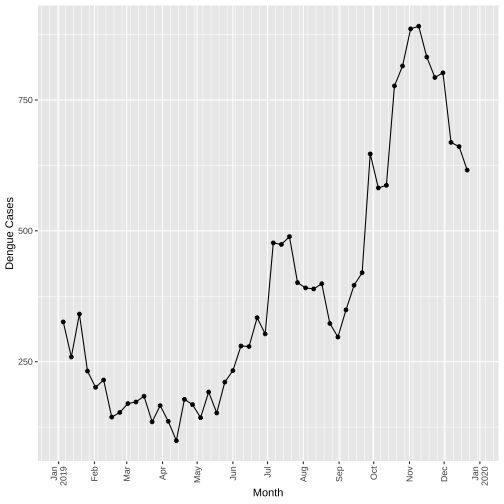 Dengue Cases
750
500
250
Jan
2019
Feb
Mar
Apr
May
Jun
Jul
Aug
Sep
Oct
Nov
Dec
Jan
2020
Month